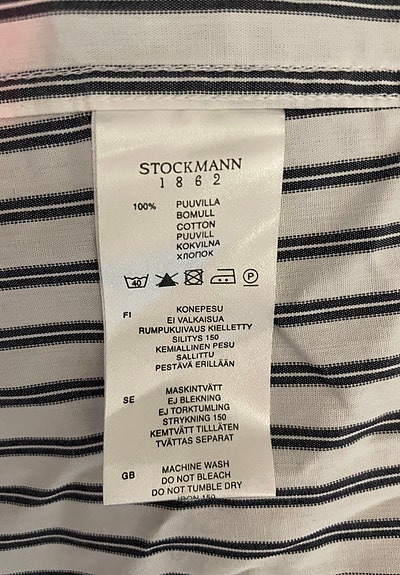 STOCKMANN
1862
100% PUUVILLA
BOMULL
COTTON
PUUVILL
KOKVILNA
ХЛОПОК
40 P
FI KONEPESU
EI VALKAISUA
RUMPUKUIVAUS KIELLETTY
SILITYS 150
KEMIALLINEN PESU
SALLITTU
PESTÄVÄ ERILLÄÄN
SE MASKINTVÄTT
EJ BLEKNING
EJ TORKTUMLING
STRYKNING 150
KEMTVÄTT TILLÅTEN
TVÄTTAS SEPARAT
GB MACHINE WASH
DO NOT BLEACH
DO NOT TUMBLE DRY
IRON 150